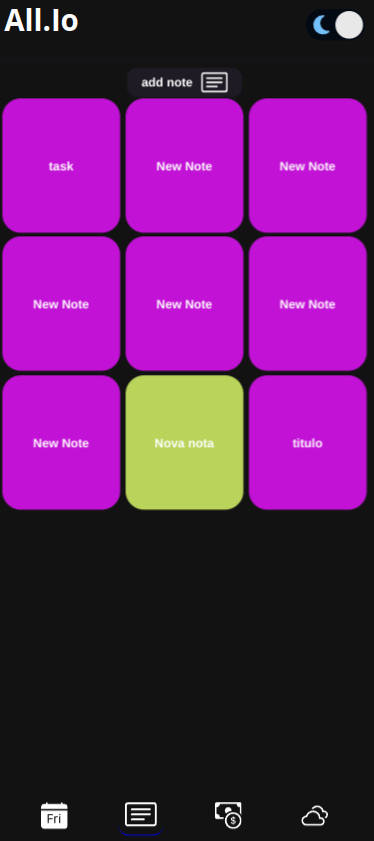 All.Io
add note
task
New Note
New Note
New Note
New Note
New Note
New Note
Nova nota
titulo
Fri
$